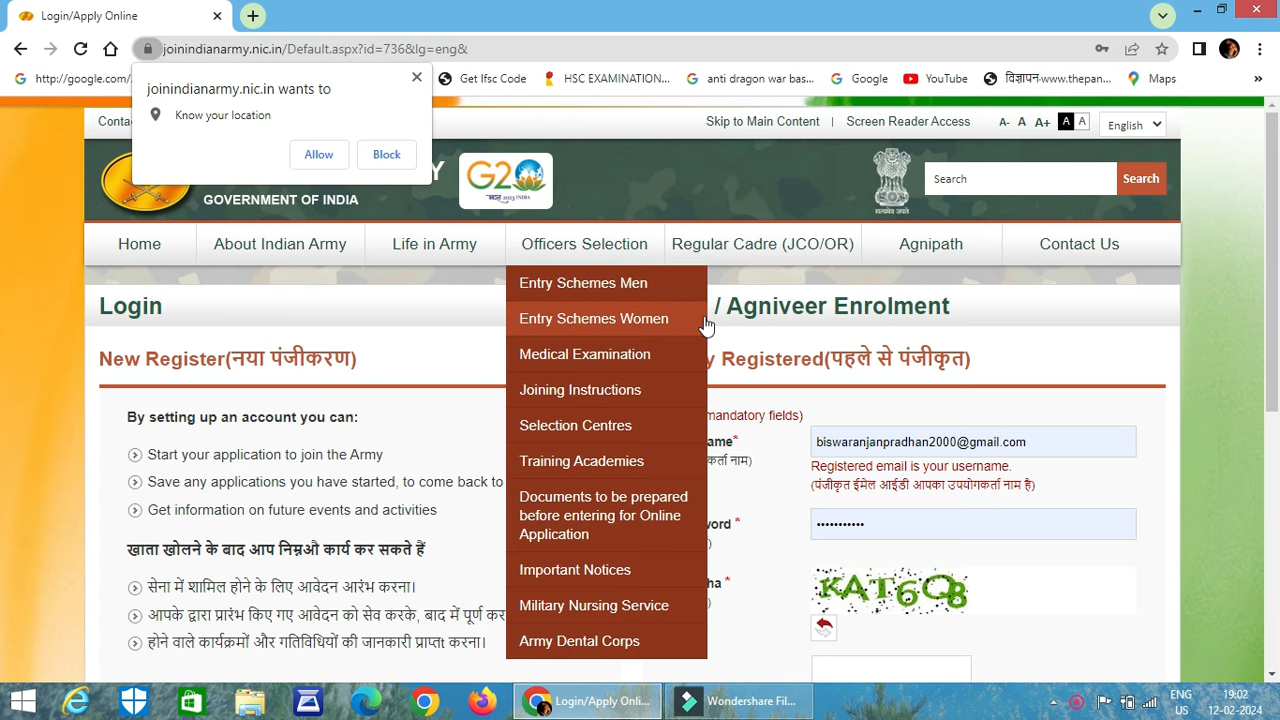 Login/Apply Online
joinindianarmy.nic.in/Default.aspx?id=736&lg=eng&
http://google.com/
Get Ifsc Code
HSC EXAMINATION...
anti dragon war bas...
Google
YouTube
विज्ञापन-www.thepan...
Maps
»
joinindianarmy.nic.in wants to
Know your location
Allow
Block
Skip to Main Content | Screen Reader Access
A- A A+ A A
English
Y
GOVERNMENT OF INDIA
G20
Search
Search
Home
About Indian Army
Life in Army
Officers Selection
Regular Cadre (JCO/OR)
Agnipath
Contact Us
Entry Schemes Men
Entry Schemes Women
Medical Examination
Joining Instructions
Selection Centres
Training Academies
Documents to be prepared
before entering for Online
Application
Important Notices
Military Nursing Service
Army Dental Corps
Login
New Register(नया पंजीकरण)
By setting up an account you can:
Start your application to join the Army
Save any applications you have started, to come back to
Get information on future events and activities
खाता खोलने के बाद आप निम्नऔ कार्य कर सकते हैं
सेना में शामिल होने के लिए आवेदन आरंभ करना।
आपके द्वारा प्रारंभ किए गए आवेदन को सेव करके, बाद में पूर्ण कर
होने वाले कार्यक्रमों और गतिविधियों की जानकारी प्राप्तt करना।
/ Agniveer Enrolment
y Registered(पहले से पंजीकृत)
mandatory fields)
ame*
कर्ता नाम)
biswaranjanpradhan2000@gmail.com
Registered email is your username.
(पंजीकृत ईमेल आईडी आपका उपयोगकर्ता नाम है)
word *
)
ha *
)
KAT6Q8
Login/Apply Onli...
Wondershare Fil...
ENG
US
19:02
12-02-2024